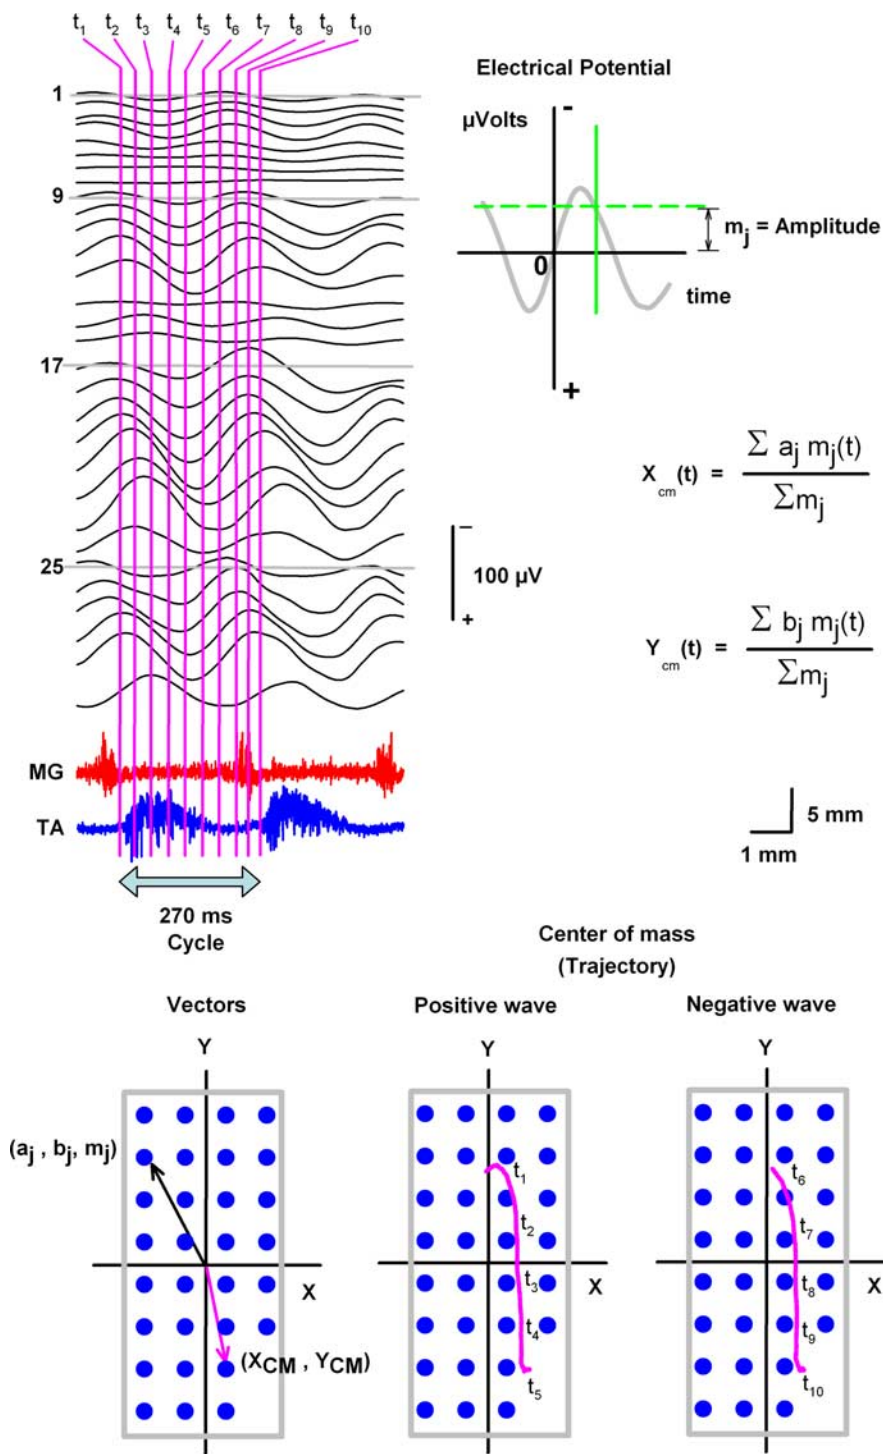 t1 t2 t3 t4 t5 t6 t7 t8 t9 t10
1
9
17
25
MG
TA
270 ms
Cycle
Electrical Potential
µVolts
-
0
+
time
mj = Amplitude
Xcm(t) = Σ aj mj(t) / Σmj
–
100 µV
+
Ycm(t) = Σ bj mj(t) / Σmj
5 mm
1 mm
Center of mass
(Trajectory)
Vectors
Y
(aj , bj, mj)
X
(XCM , YCM)
Positive wave
Y
t1
t2
t3
X
t4
t5
Negative wave
Y
t6
t7
t8
X
t9
t10